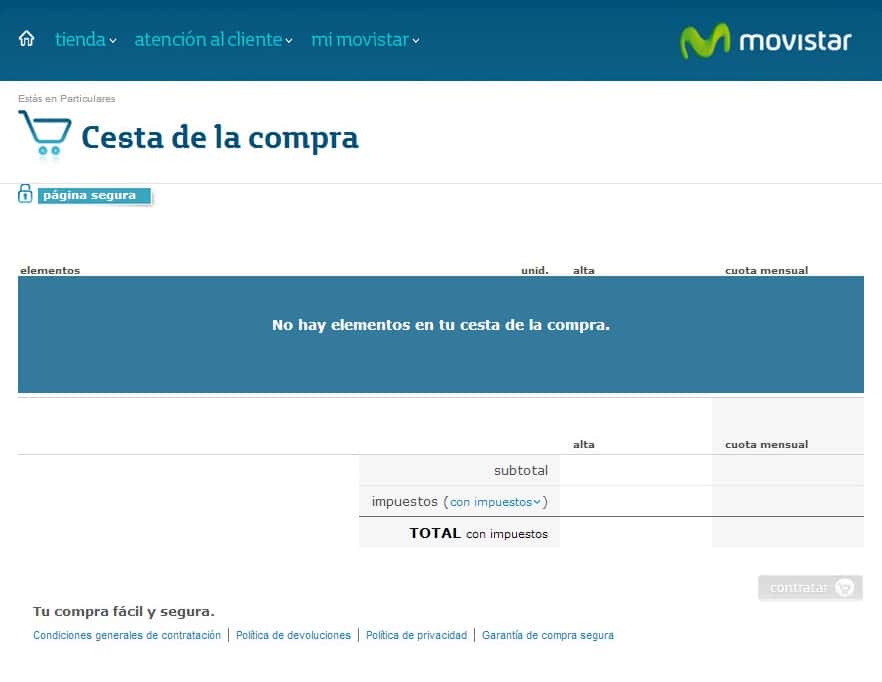 tienda atención al cliente mi movistar movistar
Estás en Particulares
Cesta de la compra
página segura
elementos unid. alta cuota mensual
No hay elementos en tu cesta de la compra.
alta cuota mensual
subtotal
impuestos (con impuestos)
TOTAL con impuestos
contratar
Tu compra fácil y segura.
Condiciones generales de contratación | Política de devoluciones | Política de privacidad | Garantía de compra segura